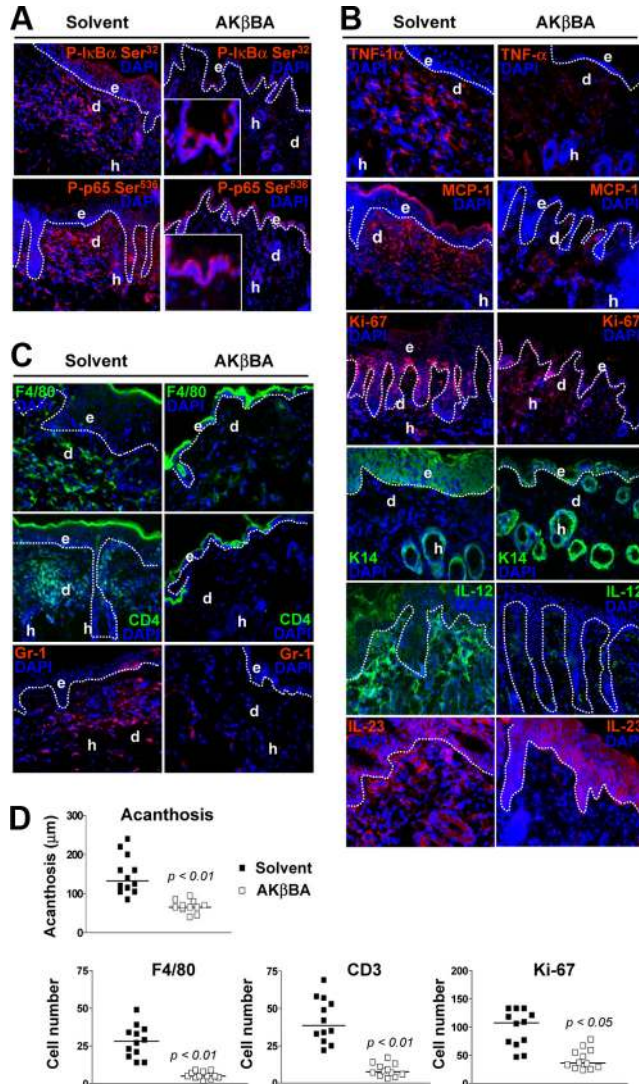 A
Solvent
AKβBA
P-IκBα Ser32
DAPI
e
d
h
P-IκBα Ser32
DAPI
e
h
d
P-p65 Ser536
DAPI
e
d
h
P-p65 Ser536
DAPI
e
d
h
B
Solvent
AKβBA
TNF-1α
DAPI
e
d
h
TNF-α
DAPI
e
d
h
MCP-1
DAPI
e
d
h
MCP-1
DAPI
e
d
h
Ki-67
DAPI
e
d
h
Ki-67
DAPI
e
d
h
e
d
h
K14
DAPI
e
d
h
K14
DAPI
IL-12
DAPI
IL-12
DAPI
IL-23
DAPI
IL-23
DAPI
C
Solvent
AKβBA
F4/80
DAPI
e
d
F4/80
DAPI
e
d
e
d
h
h
CD4
DAPI
e
d
h
CD4
DAPI
Gr-1
DAPI
e
h
d
Gr-1
DAPI
e
d
h
D
Acanthosis
Acanthosis (μm)
300
200
100
0
p < 0.01
Solvent
AKβBA
F4/80
Cell number
75
50
25
0
p < 0.01
CD3
Cell number
75
50
25
0
p < 0.01
Ki-67
Cell number
200
150
100
50
0
p < 0.05